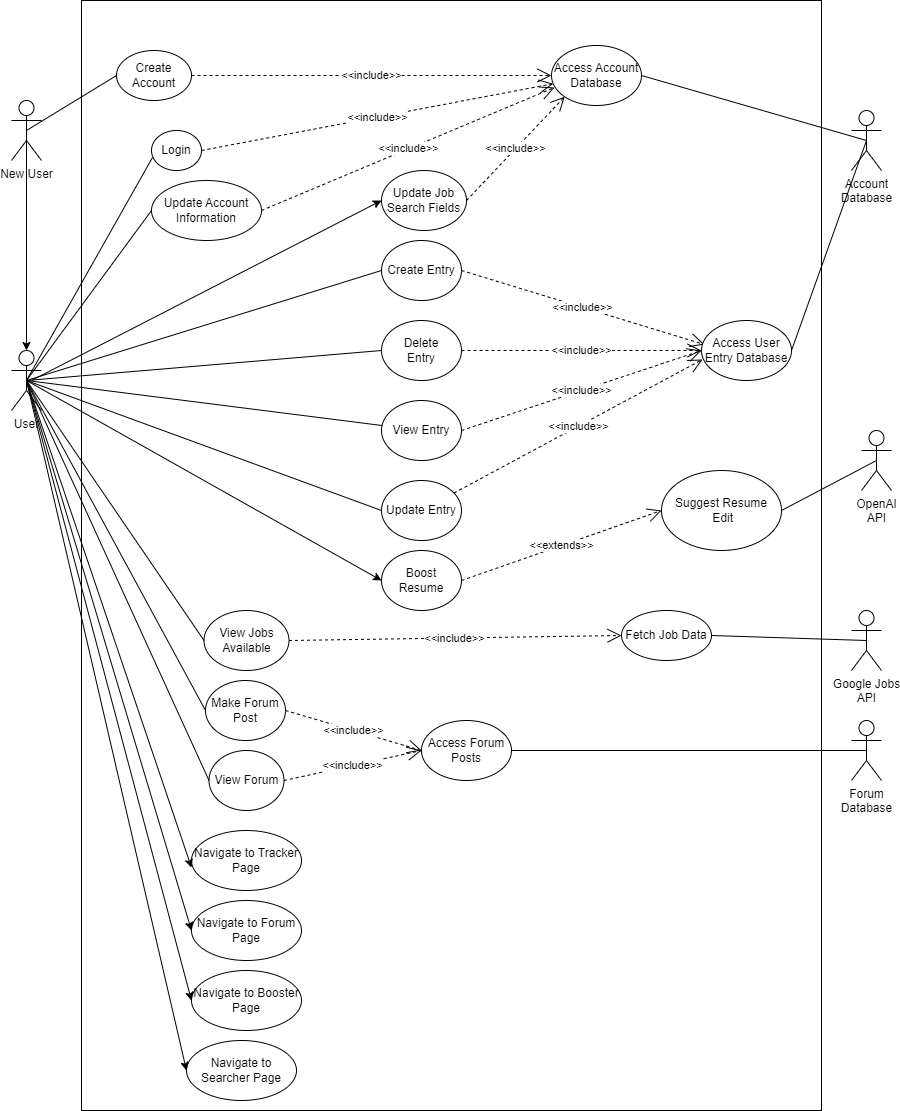 Create
Account
<<include>>
Access Account
Database
<<include>>
Login
<<include>>
<<include>>
New User
Account
Database
Update Account
Information
Update Job
Search Fields
Create Entry
<<include>>
Delete
Entry
<<include>>
Access User
Entry Database
User
<<include>>
View Entry
<<include>>
Update Entry
Suggest Resume
Edit
OpenAI
API
<<extends>>
Boost
Resume
View Jobs
Available
<<include>>
Fetch Job Data
Google Jobs
API
Make Forum
Post
<<include>>
Access Forum
Posts
<<include>>
View Forum
Forum
Database
Navigate to Tracker
Page
Navigate to Forum
Page
Navigate to Booster
Page
Navigate to
Searcher Page